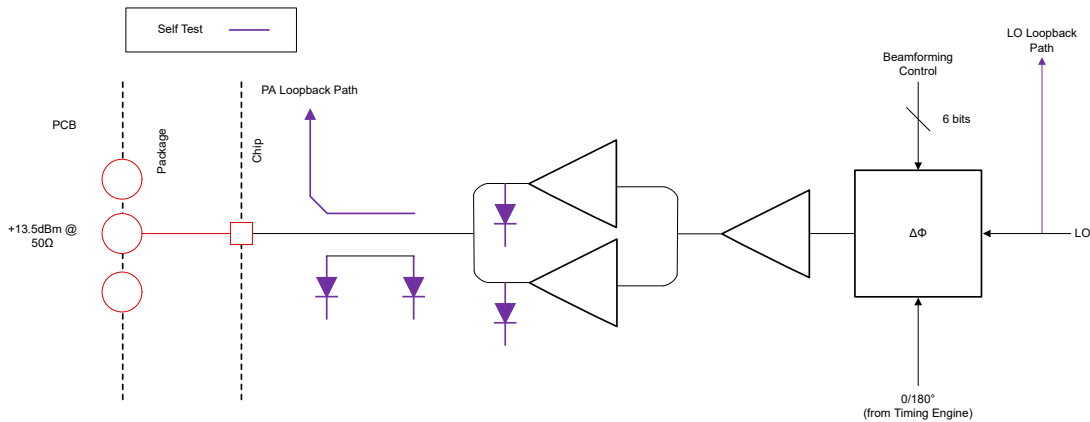 Self Test
LO Loopback
Path
Beamforming
Control
PA Loopback Path
PCB
Package
Chip
6 bits
+13.5dBm @
50Ω
ΔΦ
LO
0/180°
(from Timing Engine)